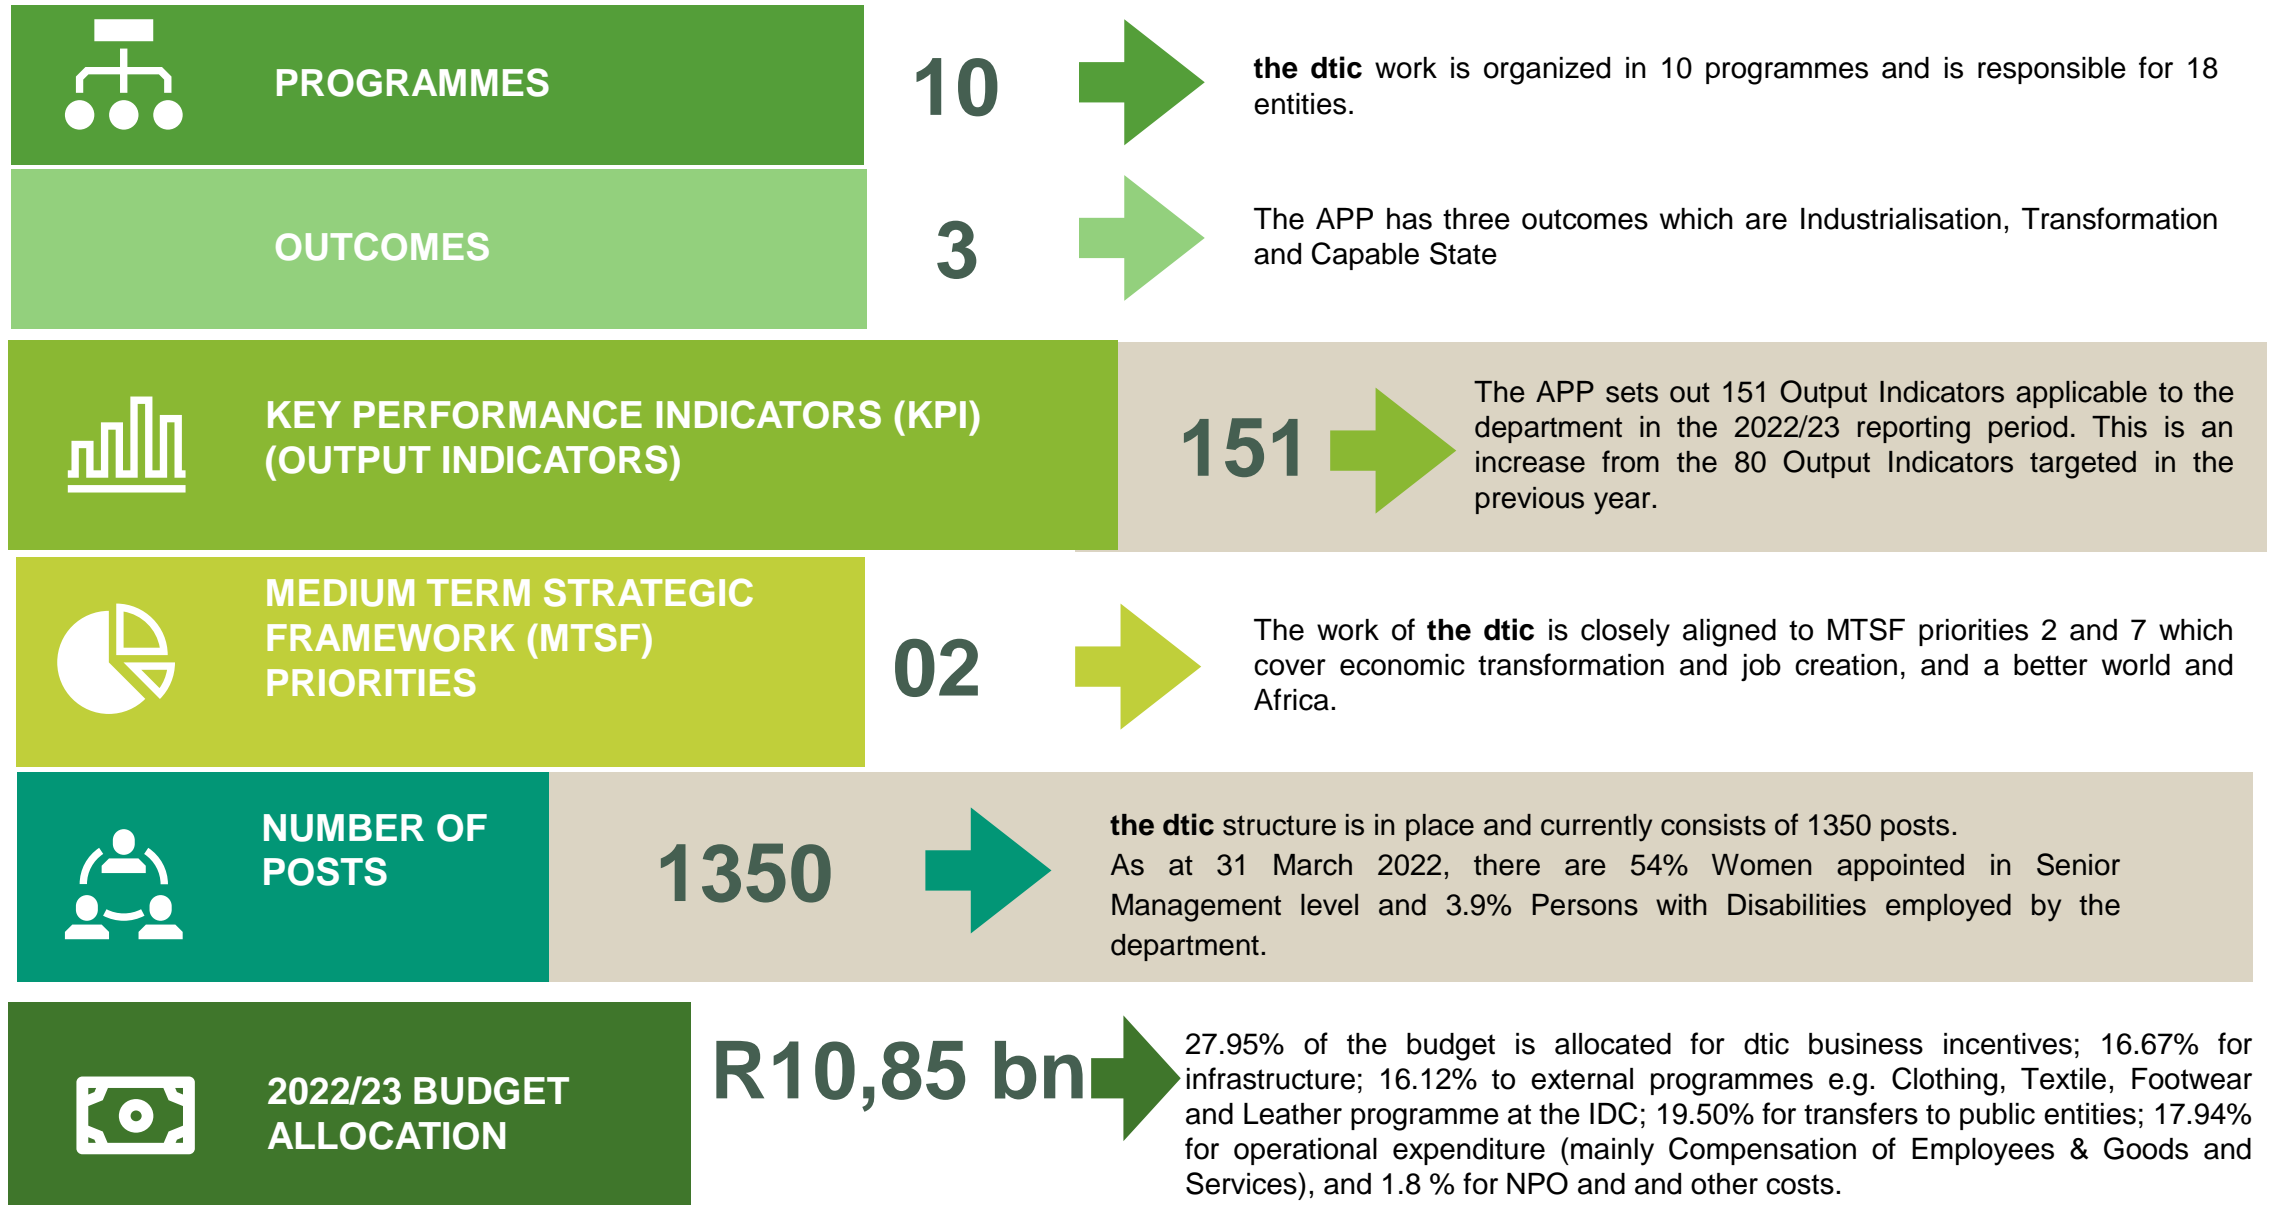 PROGRAMMES
10
the dtic work is organized in 10 programmes and is responsible for 18
entities.
OUTCOMES
3
The APP has three outcomes which are Industrialisation, Transformation
and Capable State
KEY PERFORMANCE INDICATORS (KPI)
(OUTPUT INDICATORS)
151
The APP sets out 151 Output Indicators applicable to the
department in the 2022/23 reporting period. This is an
increase from the 80 Output Indicators targeted in the
previous year.
MEDIUM TERM STRATEGIC
FRAMEWORK (MTSF)
PRIORITIES
02
The work of the dtic is closely aligned to MTSF priorities 2 and 7 which
cover economic transformation and job creation, and a better world and
Africa.
NUMBER OF
POSTS
1350
the dtic structure is in place and currently consists of 1350 posts.
As at 31 March 2022, there are 54% Women appointed in Senior
Management level and 3.9% Persons with Disabilities employed by the
department.
2022/23 BUDGET
ALLOCATION
R10,85 bn
27.95% of the budget is allocated for dtic business incentives; 16.67% for
infrastructure; 16.12% to external programmes e.g. Clothing, Textile, Footwear
and Leather programme at the IDC; 19.50% for transfers to public entities; 17.94%
for operational expenditure (mainly Compensation of Employees & Goods and
Services), and 1.8 % for NPO and and other costs.